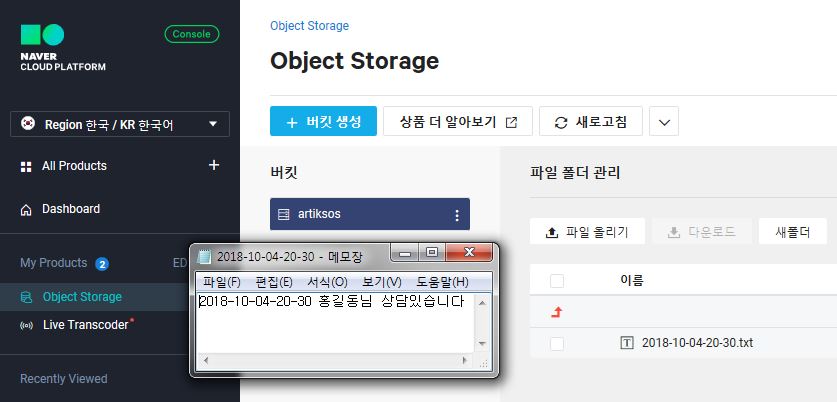 NAVER
CLOUD PLATFORM
Console
Region 한국 / KR 한국어
All Products
Dashboard
My Products 2 ED
Object Storage
Live Transcoder*
Recently Viewed
Object Storage
Object Storage
버킷 생성
상품 더 알아보기
새로고침
버킷
artiksos
파일 폴더 관리
파일 올리기
다운로드
새폴더
이름
2018-10-04-20-30.txt
2018-10-04-20-30 - 메모장
파일(F) 편집(E) 서식(O) 보기(V) 도움말(H)
2018-10-04-20-30 홍길동님 상담있습니다